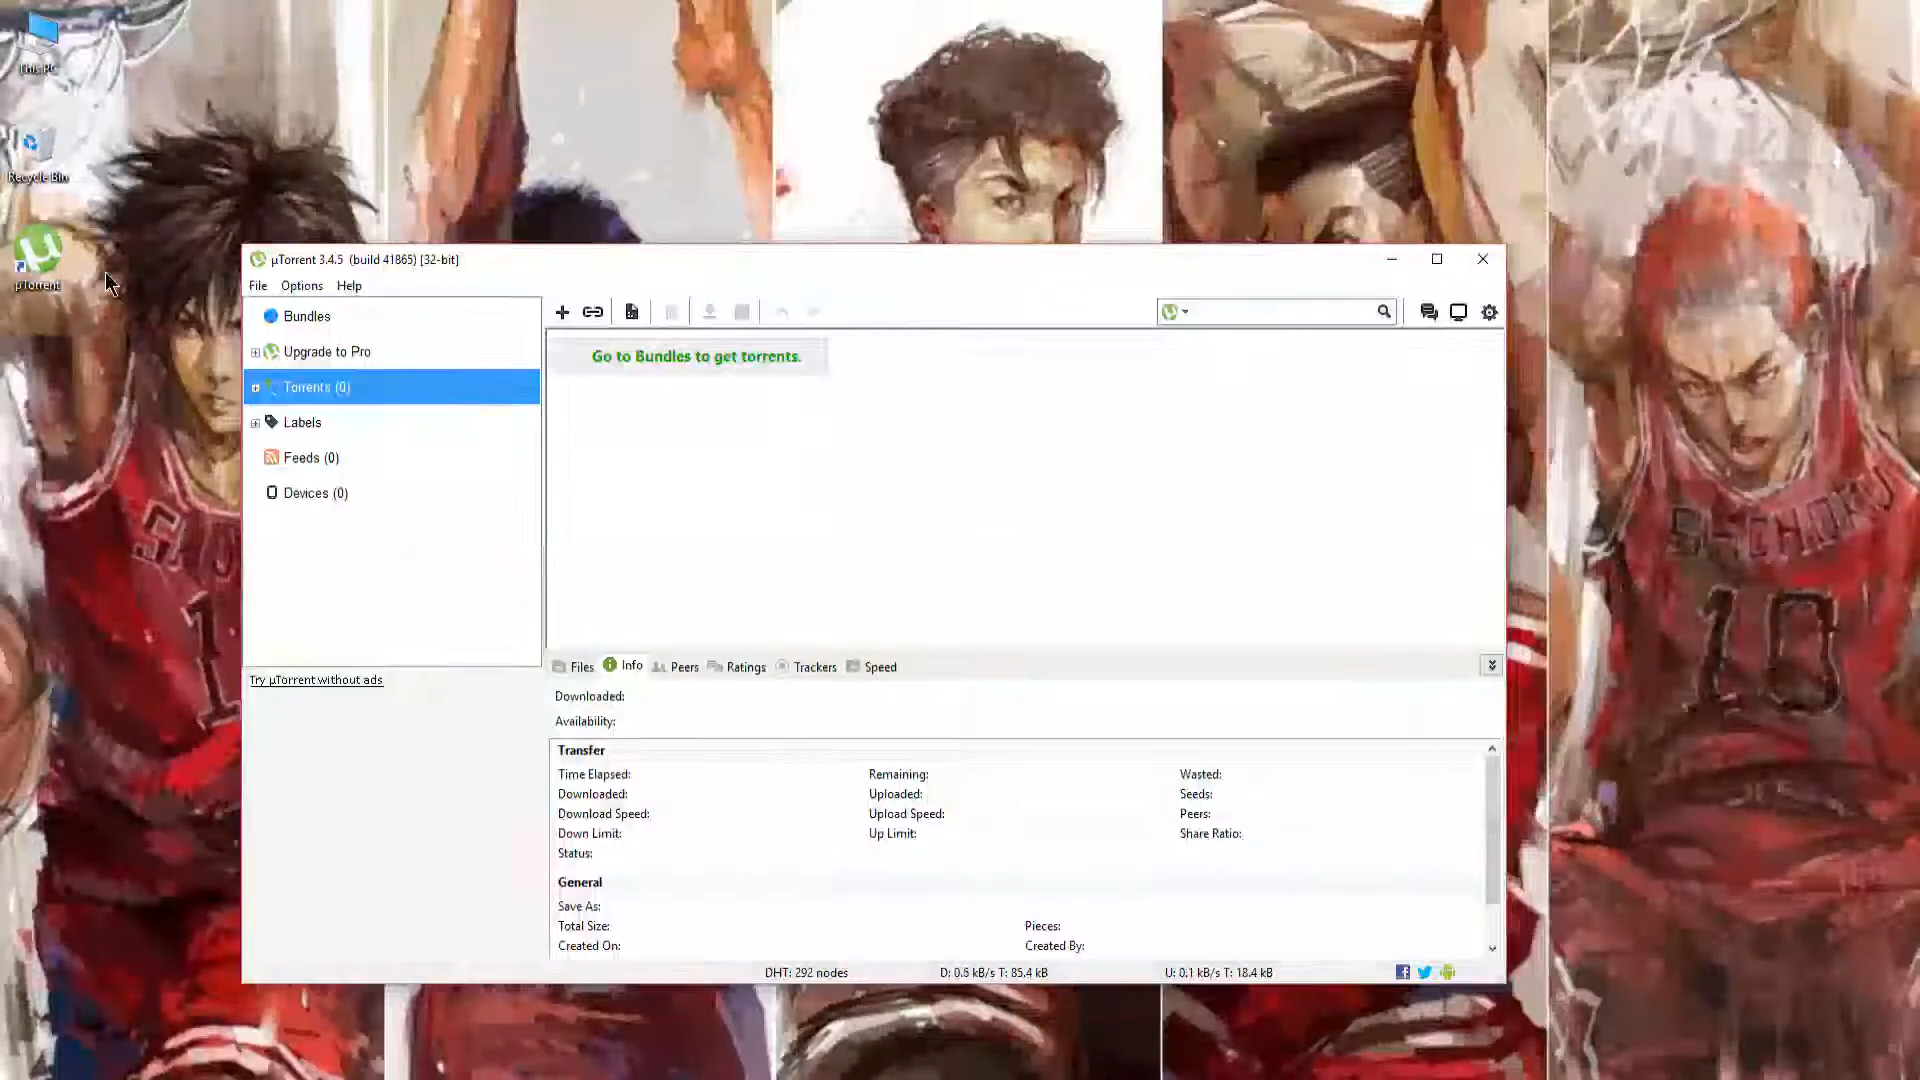 This PC
Recycle Bin
µTorrent
µTorrent 3.4.5 (build 41865) [32-bit]
File Options Help
Bundles
Upgrade to Pro
Torrents (0)
Labels
Feeds (0)
Devices (0)
Try µTorrent without ads
Go to Bundles to get torrents.
Files Info Peers Ratings Trackers Speed
Downloaded:
Availability:
Transfer
Time Elapsed: Remaining: Wasted:
Downloaded: Uploaded: Seeds:
Download Speed: Upload Speed: Peers:
Down Limit: Up Limit: Share Ratio:
Status:
General
Save As:
Total Size: Pieces:
Created On: Created By:
DHT: 292 nodes D: 0.6 kB/s T: 85.4 kB U: 0.1 kB/s T: 18.4 kB
10